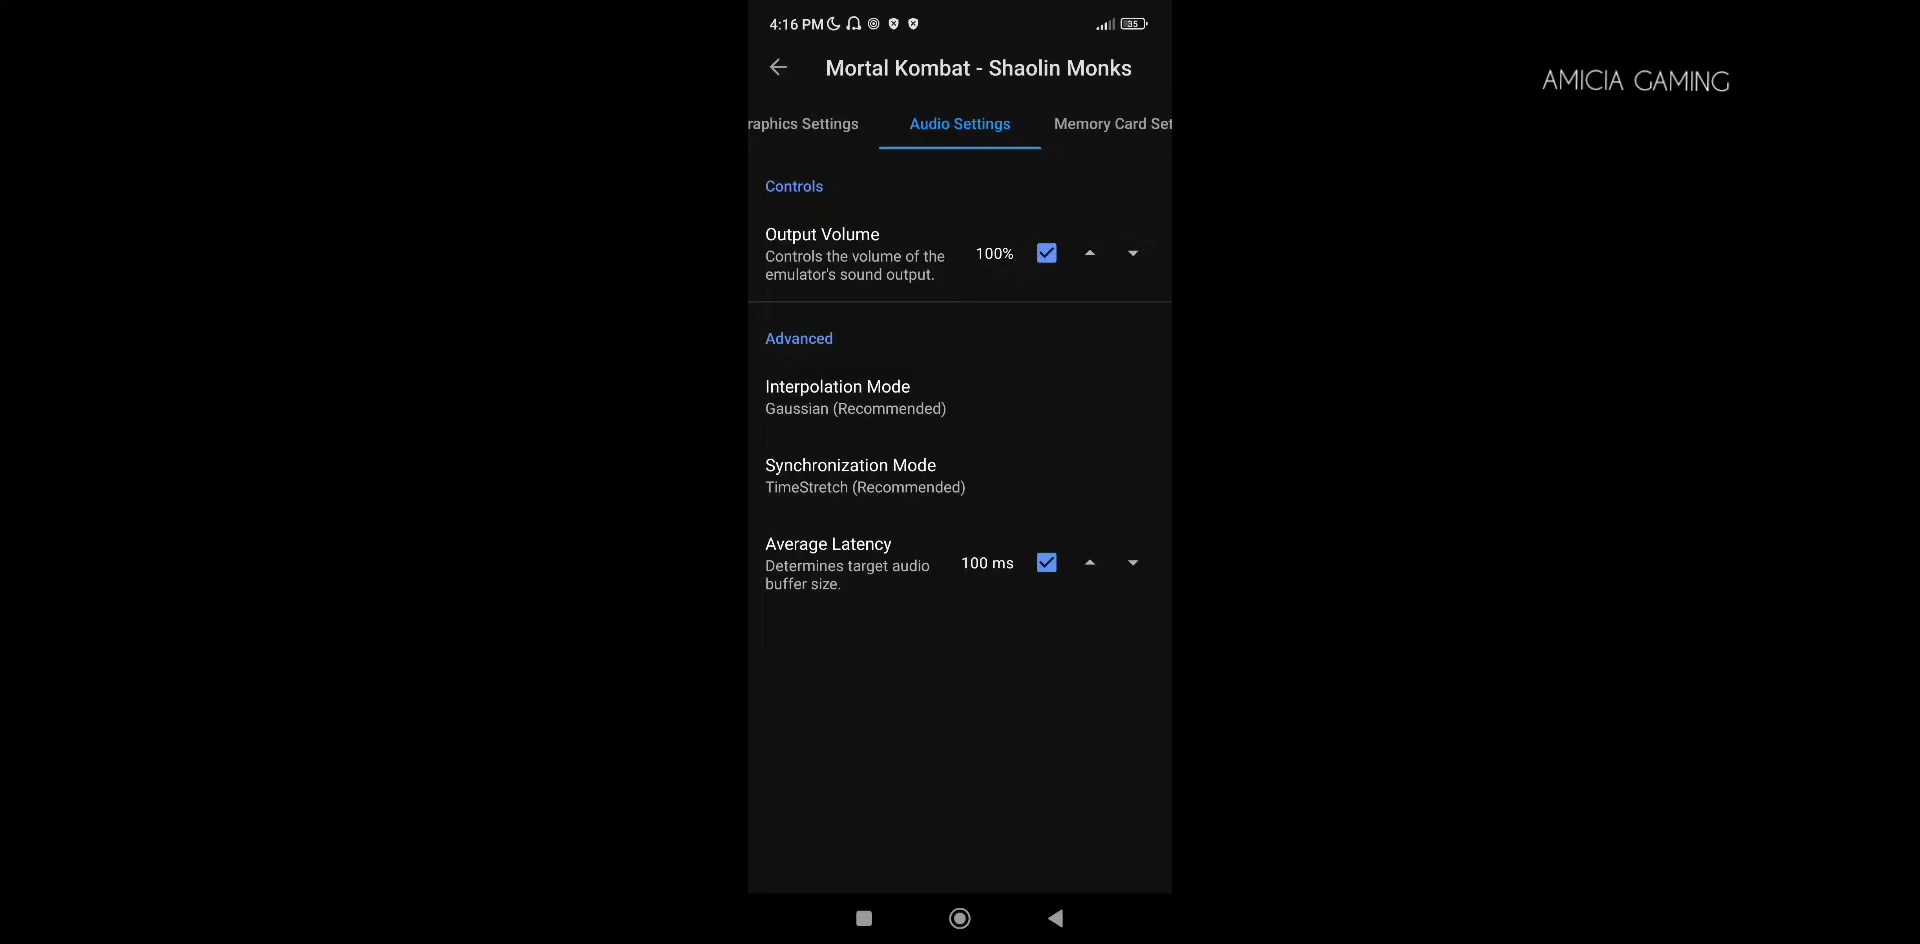 4:16 PM
35
Mortal Kombat - Shaolin Monks
AMICIA GAMING
raphics Settings
Audio Settings
Memory Card Set
Controls
Output Volume
Controls the volume of the
emulator's sound output.
100%
Advanced
Interpolation Mode
Gaussian (Recommended)
Synchronization Mode
TimeStretch (Recommended)
Average Latency
Determines target audio
buffer size.
100 ms